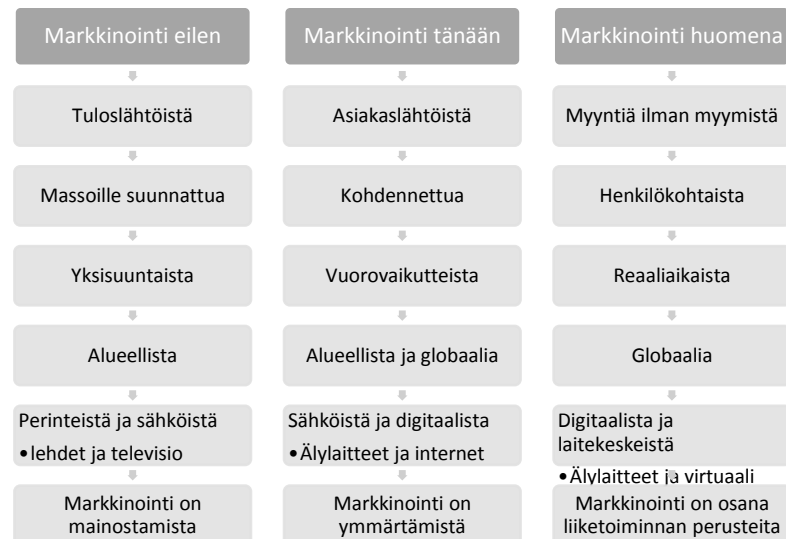 Markkinointi eilen
Tuloslähtöistä
Massoille suunnattua
Yksisuuntaista
Alueellista
Perinteistä ja sähköistä
•lehdet ja televisio
Markkinointi on
mainostamista
Markkinointi tänään
Asiakaslähtöistä
Kohdennettua
Vuorovaikutteista
Alueellista ja globaalia
Sähköistä ja digitaalista
•Älylaitteet ja internet
Markkinointi on
ymmärtämistä
Markkinointi huomena
Myyntiä ilman myymistä
Henkilökohtaista
Reaaliaikaista
Globaalia
Digitaalista ja
laitekeskeistä
•Älylaitteet ja virtuaali
Markkinointi on osana
liiketoiminnan perusteita